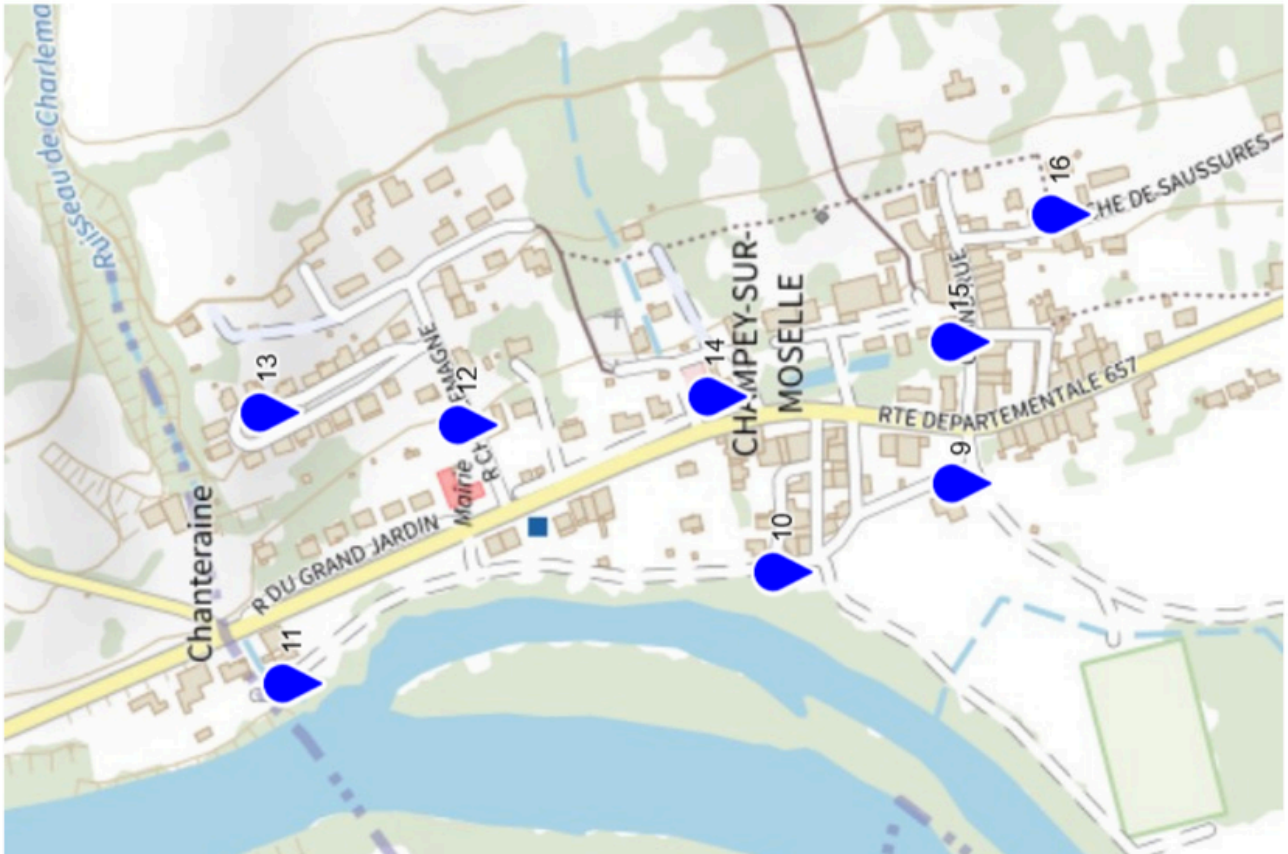 Ruisseau de Charlema
13
R CH
EMAGNE
12
Mairie
Chanteraine
R DU GRAND JARDIN
11
14
CHAMPEY-SUR-
MOSELLE
10
9
RTE DEPARTEMENTALE 657
15
16
CHE DE SAUSSURES